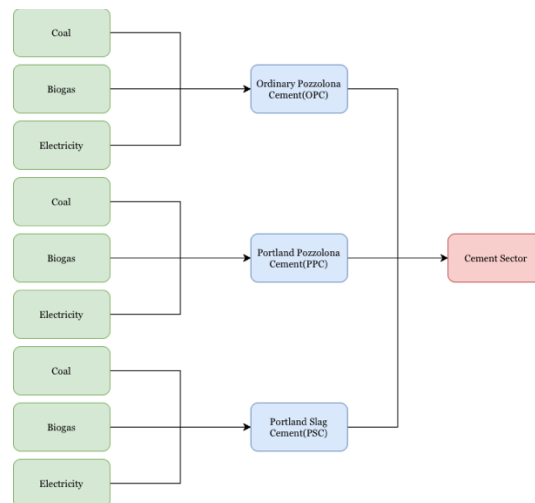 Coal
Biogas
Electricity
Ordinary Pozzolona
Cement(OPC)
Coal
Biogas
Electricity
Portland Pozzolona
Cement(PPC)
Cement Sector
Coal
Biogas
Electricity
Portland Slag
Cement(PSC)